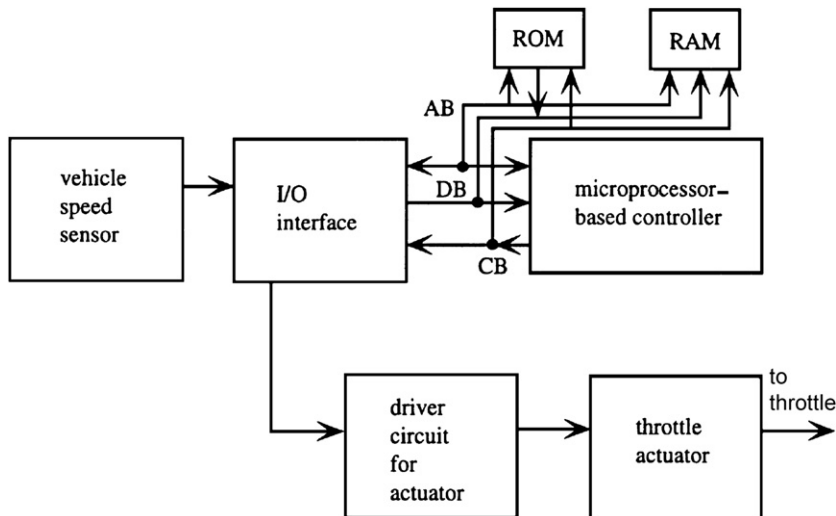 ROM
RAM
AB
vehicle
speed
sensor
I/O
interface
DB
microprocessor–
based controller
CB
driver
circuit
for
actuator
throttle
actuator
to
throttle